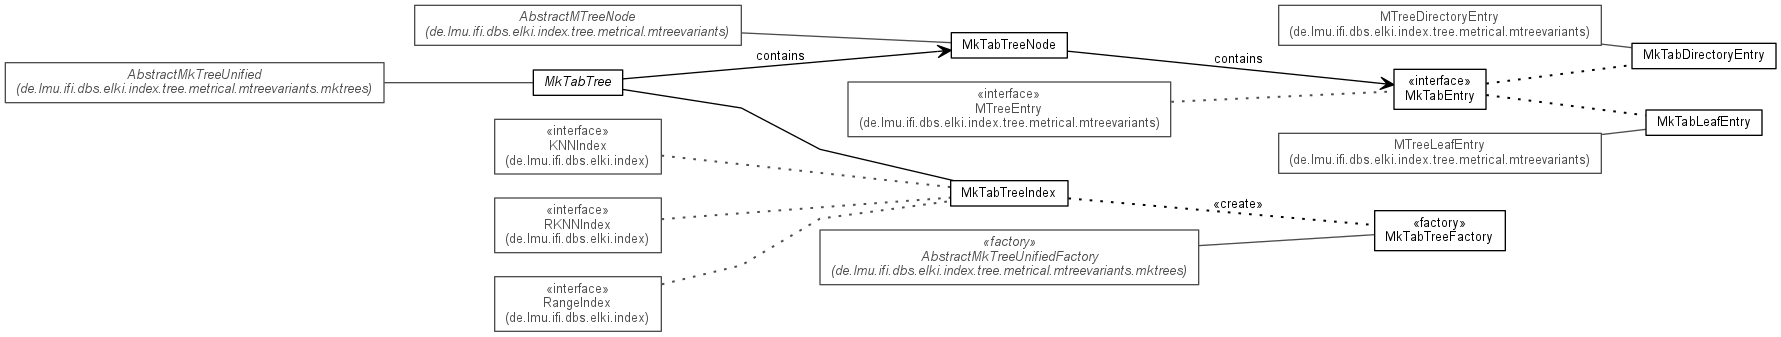 AbstractMTreeNode
(de.lmu.ifi.dbs.elki.index.tree.metrical.mtreevariants)
MTreeDirectoryEntry
(de.lmu.ifi.dbs.elki.index.tree.metrical.mtreevariants)
MkTabTreeNode
MkTabDirectoryEntry
contains
contains
AbstractMkTreeUnified
(de.lmu.ifi.dbs.elki.index.tree.metrical.mtreevariants.mktrees)
MkTabTree
«interface»
MkTabEntry
«interface»
MTreeEntry
(de.lmu.ifi.dbs.elki.index.tree.metrical.mtreevariants)
MkTabLeafEntry
«interface»
KNNIndex
(de.lmu.ifi.dbs.elki.index)
MTreeLeafEntry
(de.lmu.ifi.dbs.elki.index.tree.metrical.mtreevariants)
MkTabTreeIndex
«create»
«interface»
RKNNIndex
(de.lmu.ifi.dbs.elki.index)
«factory»
MkTabTreeFactory
«factory»
AbstractMkTreeUnifiedFactory
(de.lmu.ifi.dbs.elki.index.tree.metrical.mtreevariants.mktrees)
«interface»
RangeIndex
(de.lmu.ifi.dbs.elki.index)